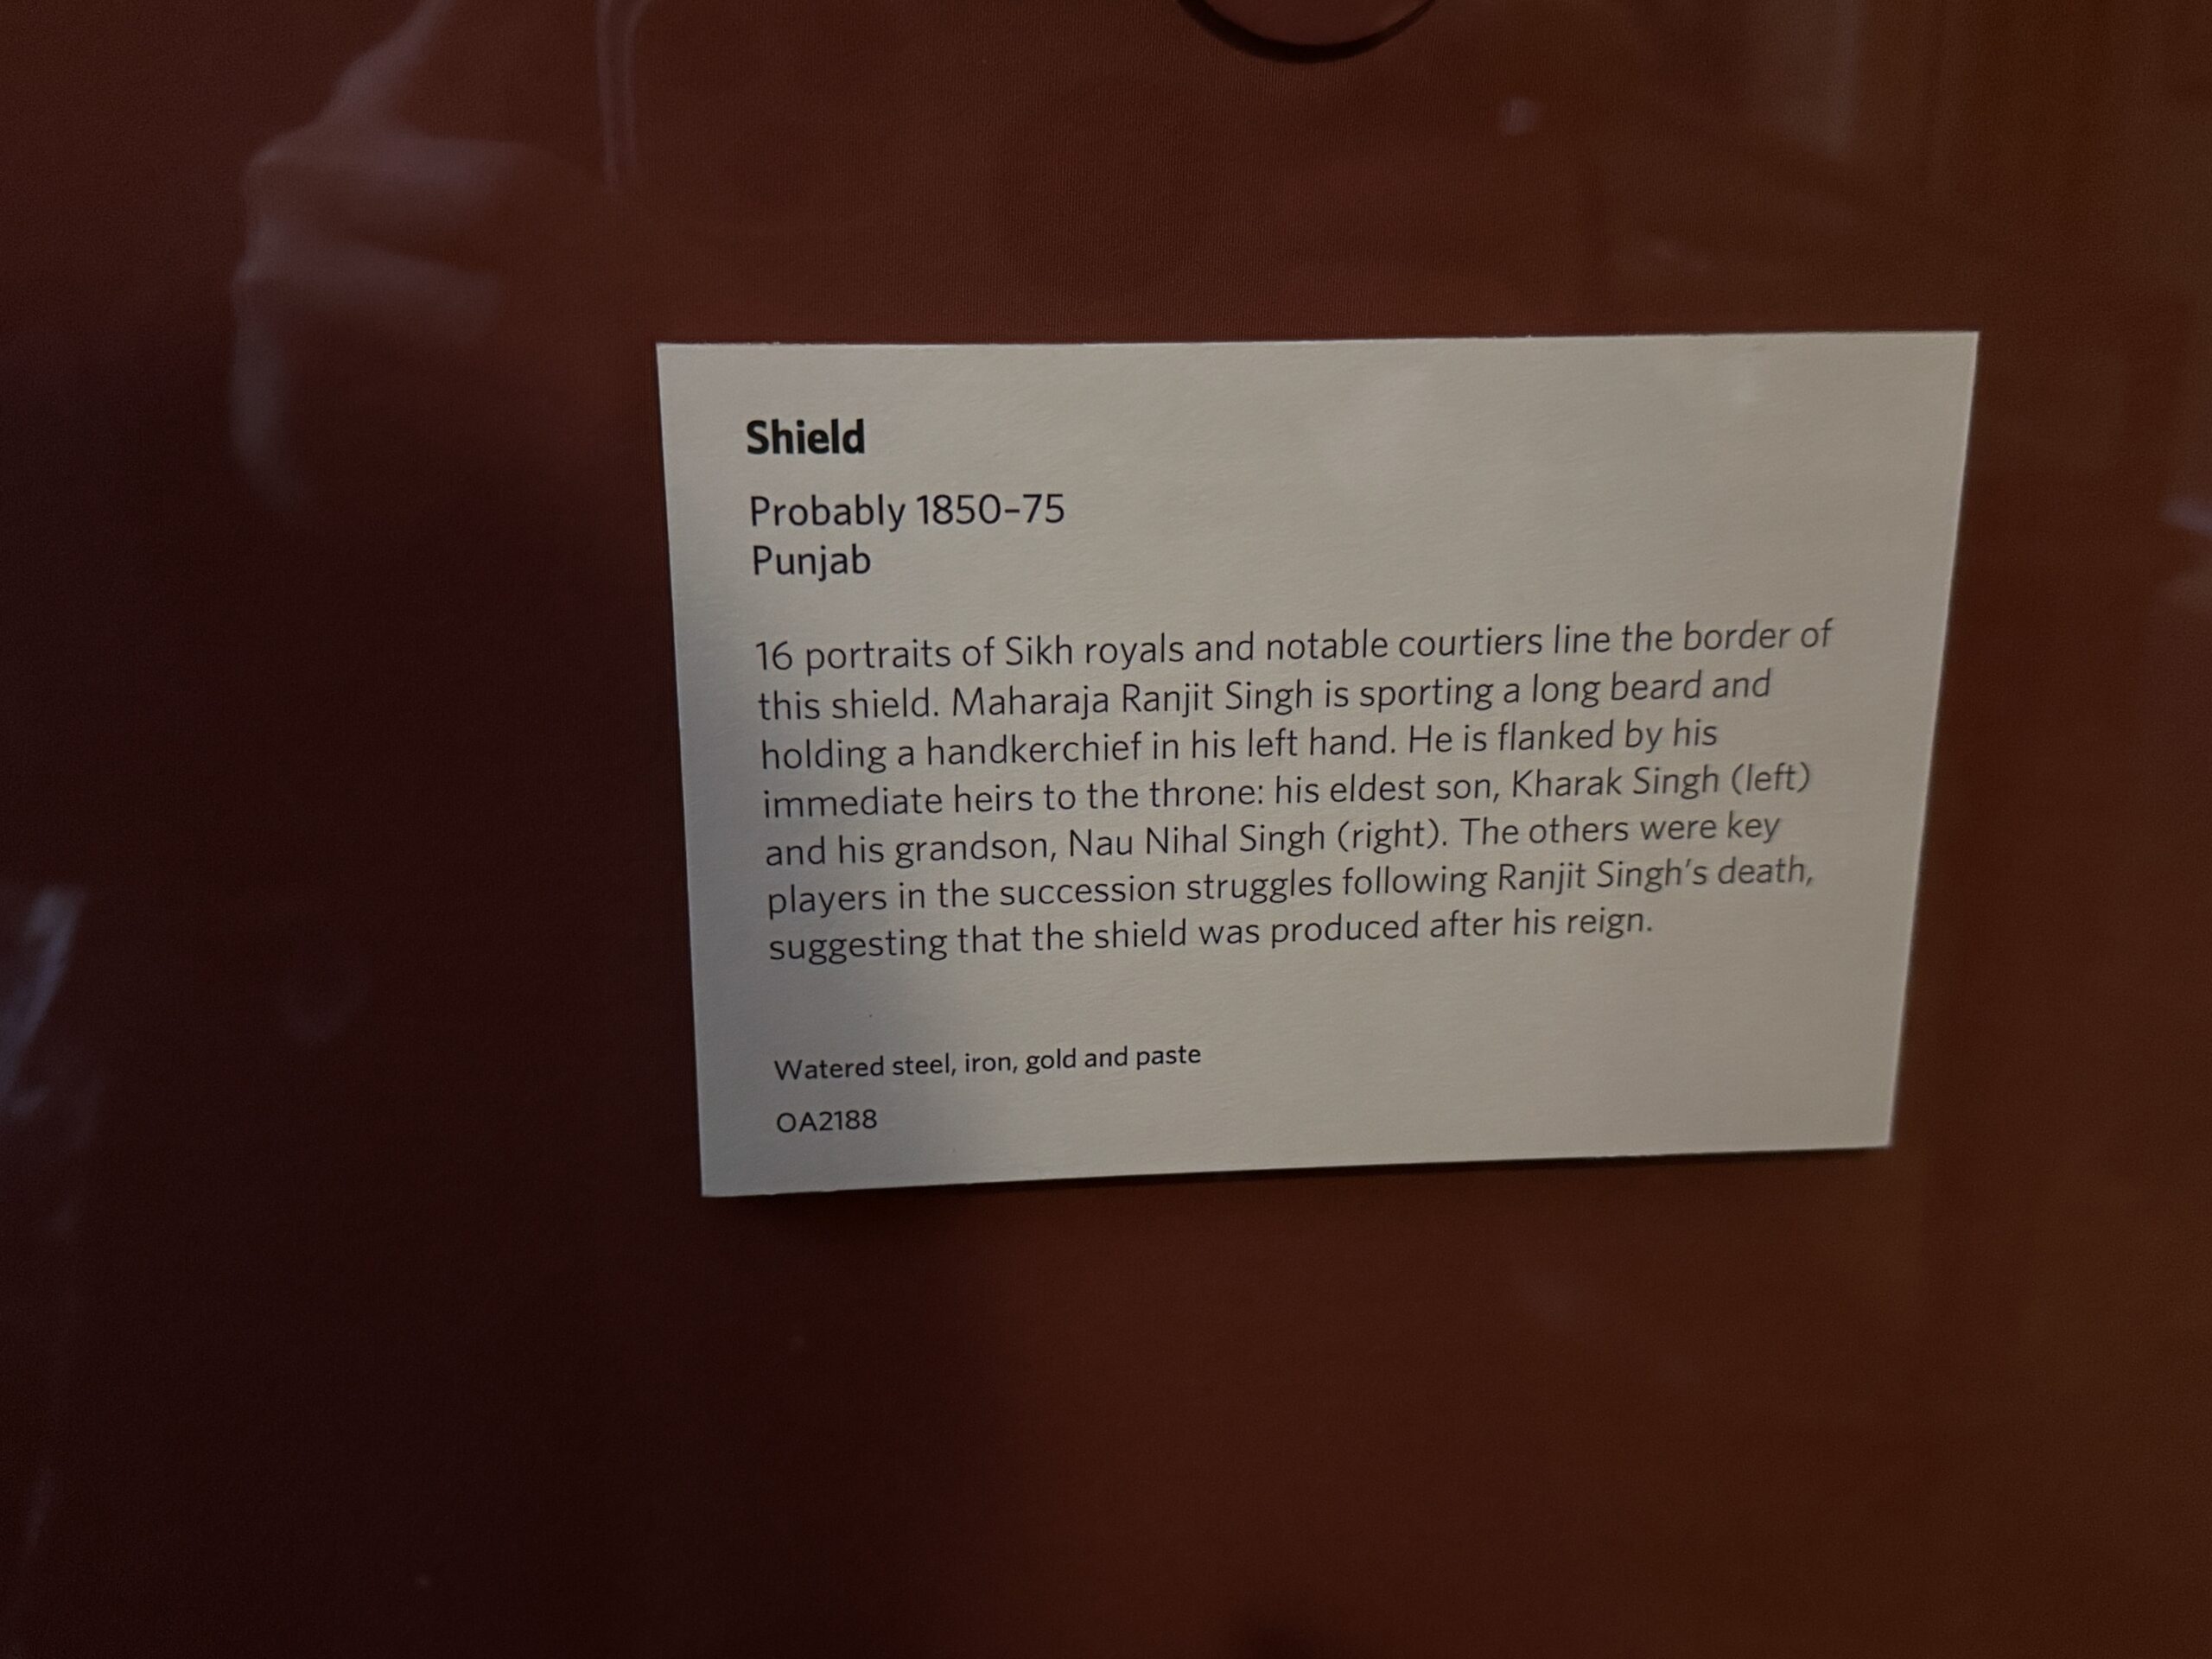 Shield
Probably 1850–75
Punjab
16 portraits of Sikh royals and notable courtiers line the border of
this shield. Maharaja Ranjit Singh is sporting a long beard and
holding a handkerchief in his left hand. He is flanked by his
immediate heirs to the throne: his eldest son, Kharak Singh (left)
and his grandson, Nau Nihal Singh (right). The others were key
players in the succession struggles following Ranjit Singh's death,
suggesting that the shield was produced after his reign.
Watered steel, iron, gold and paste
OA2188